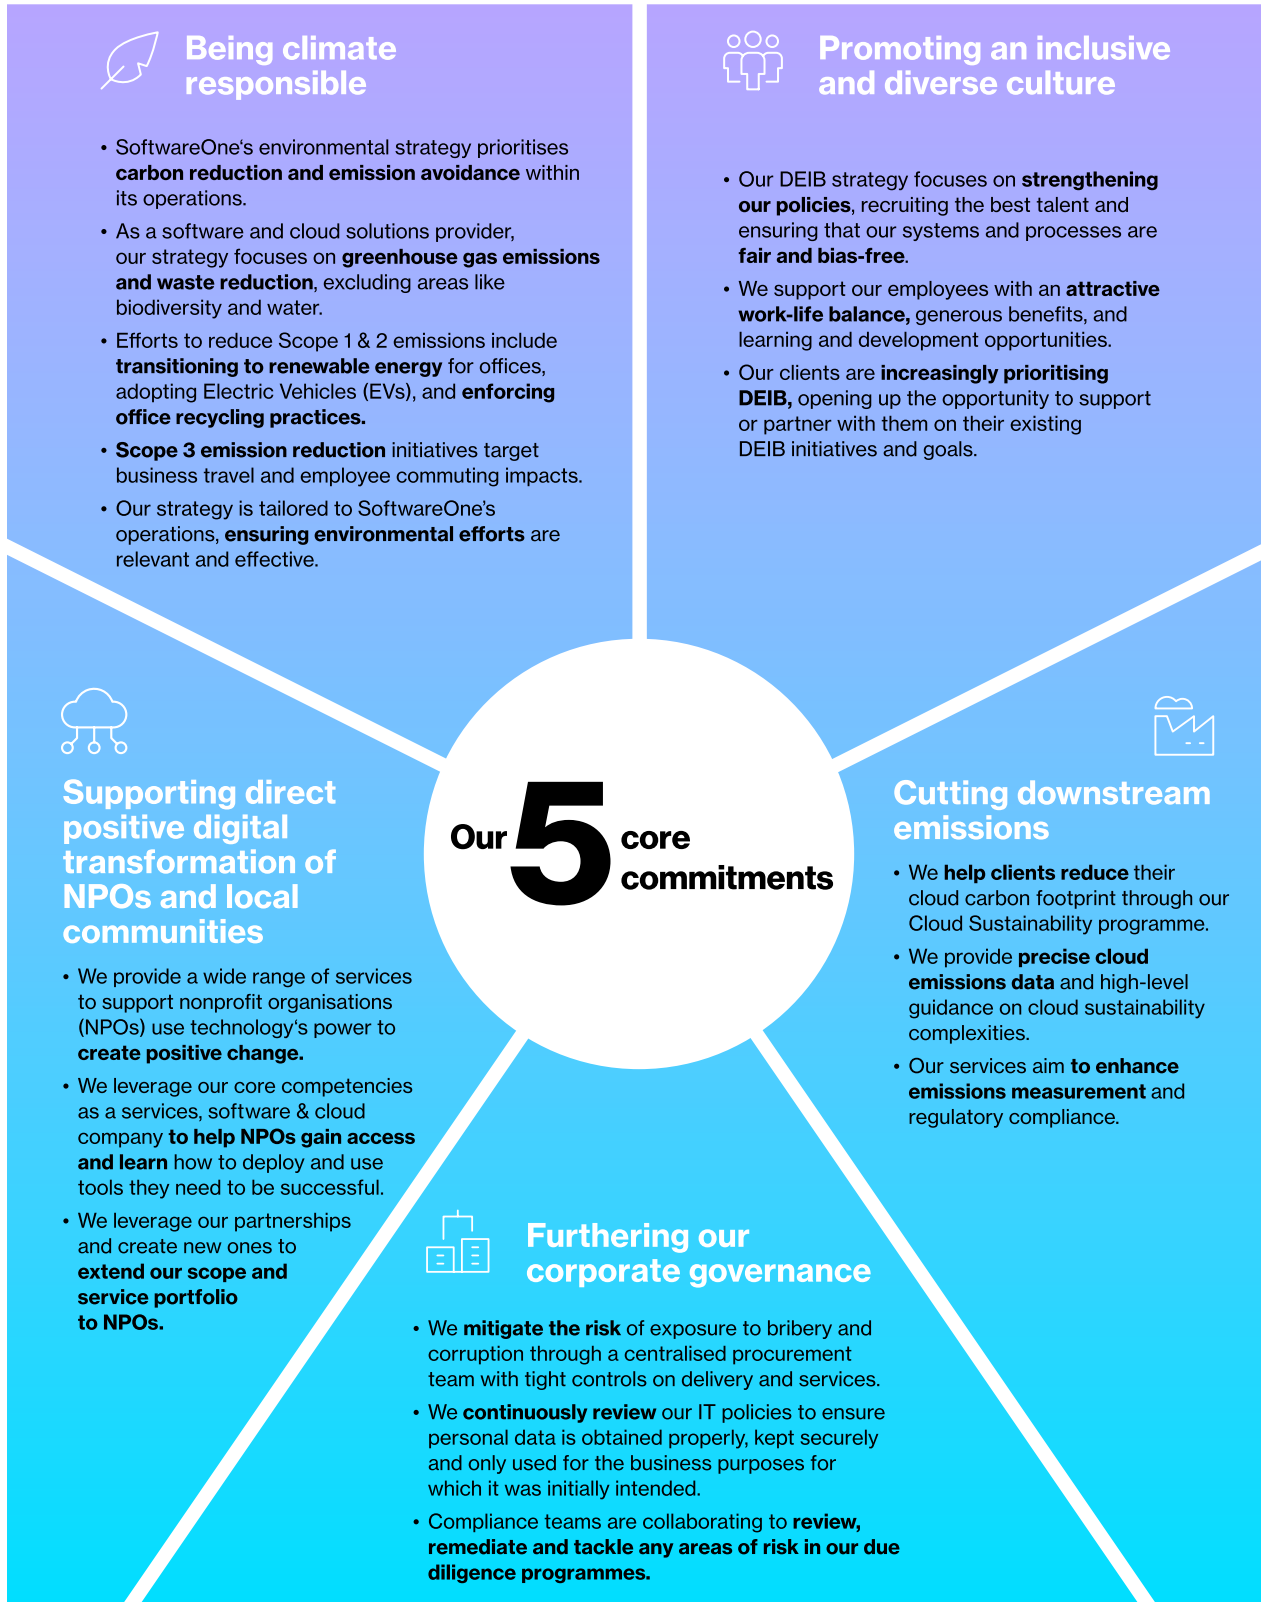 Being climate
responsible
• SoftwareOne‘s environmental strategy prioritises
carbon reduction and emission avoidance within
its operations.
• As a software and cloud solutions provider,
our strategy focuses on greenhouse gas emissions
and waste reduction, excluding areas like
biodiversity and water.
• Efforts to reduce Scope 1 & 2 emissions include
transitioning to renewable energy for offices,
adopting Electric Vehicles (EVs), and enforcing
office recycling practices.
• Scope 3 emission reduction initiatives target
business travel and employee commuting impacts.
• Our strategy is tailored to SoftwareOne’s
operations, ensuring environmental efforts are
relevant and effective.
Promoting an inclusive
and diverse culture
• Our DEIB strategy focuses on strengthening
our policies, recruiting the best talent and
ensuring that our systems and processes are
fair and bias-free.
• We support our employees with an attractive
work-life balance, generous benefits, and
learning and development opportunities.
• Our clients are increasingly prioritising
DEIB, opening up the opportunity to support
or partner with them on their existing
DEIB initiatives and goals.
Our 5 core
commitments
Supporting direct
positive digital
transformation of
NPOs and local
communities
• We provide a wide range of services
to support nonprofit organisations
(NPOs) use technology‘s power to
create positive change.
• We leverage our core competencies
as a services, software & cloud
company to help NPOs gain access
and learn how to deploy and use
tools they need to be successful.
• We leverage our partnerships
and create new ones to
extend our scope and
service portfolio
to NPOs.
Cutting downstream
emissions
• We help clients reduce their
cloud carbon footprint through our
Cloud Sustainability programme.
• We provide precise cloud
emissions data and high-level
guidance on cloud sustainability
complexities.
• Our services aim to enhance
emissions measurement and
regulatory compliance.
Furthering our
corporate governance
• We mitigate the risk of exposure to bribery and
corruption through a centralised procurement
team with tight controls on delivery and services.
• We continuously review our IT policies to ensure
personal data is obtained properly, kept securely
and only used for the business purposes for
which it was initially intended.
• Compliance teams are collaborating to review,
remediate and tackle any areas of risk in our due
diligence programmes.